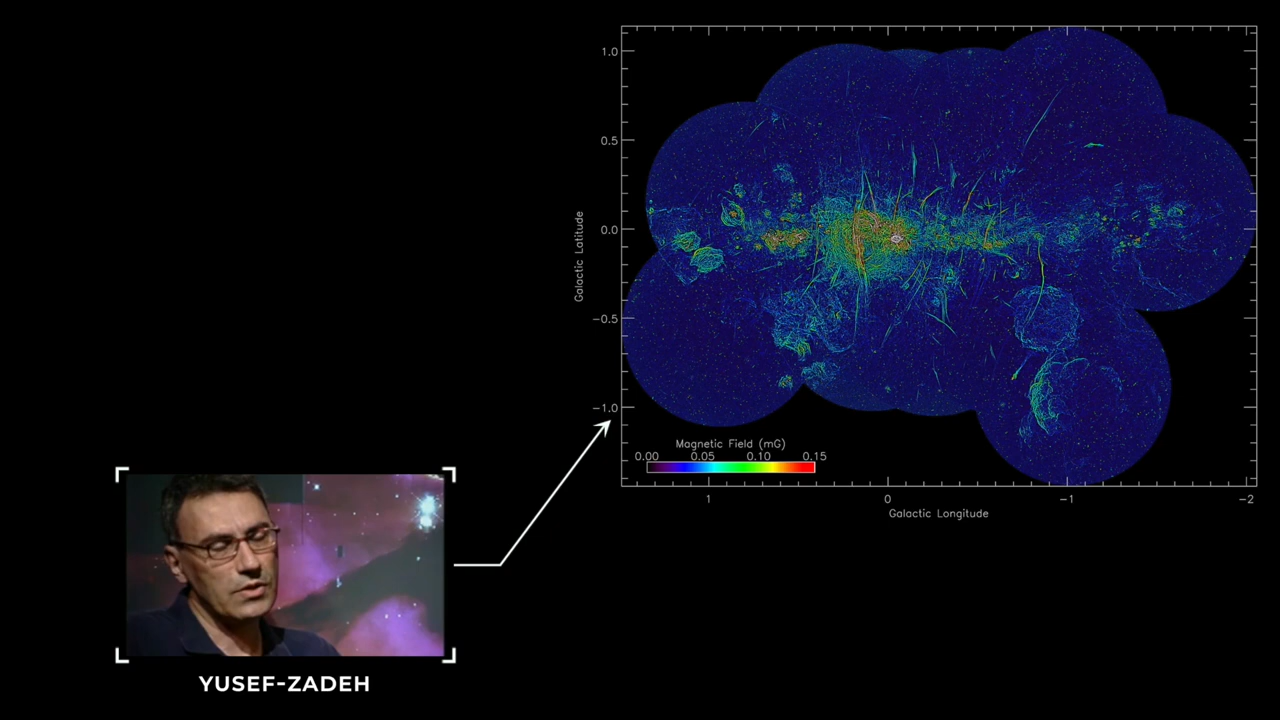 1.0
0.5
0.0
−0.5
−1.0
Galactic Latitude
Magnetic Field (mG)
0.00 0.05 0.10 0.15
1 0 −1 −2
Galactic Longitude
YUSEF-ZADEH